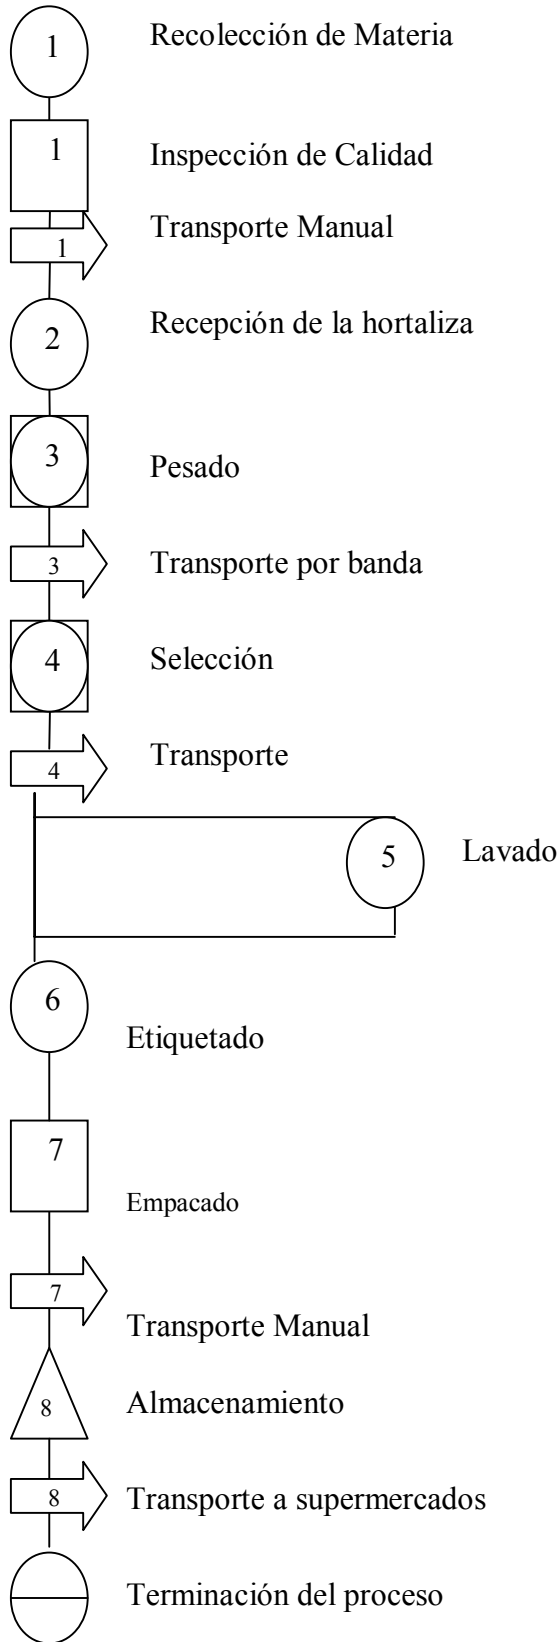 1 Recolección de Materia
1 Inspección de Calidad
1 Transporte Manual
2 Recepción de la hortaliza
3 Pesado
3 Transporte por banda
4 Selección
4 Transporte
5 Lavado
6 Etiquetado
7 Empacado
7 Transporte Manual
8 Almacenamiento
8 Transporte a supermercados
Terminación del proceso